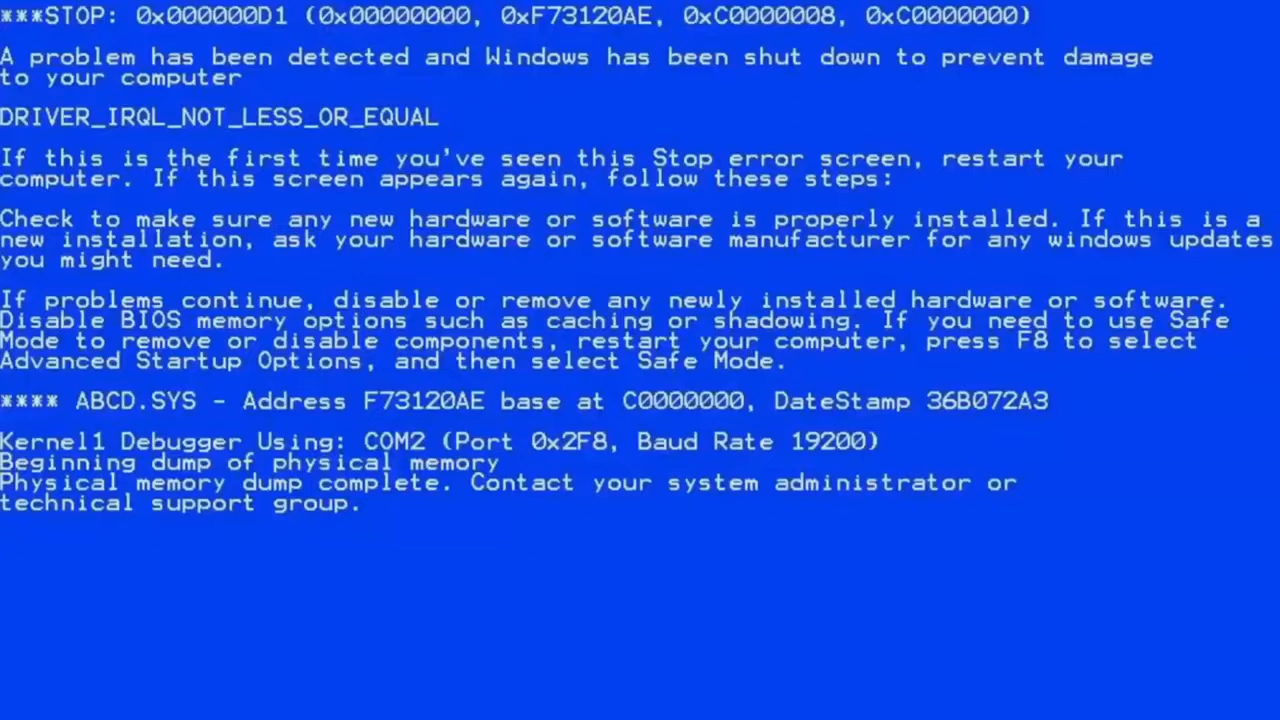 ***STOP: 0x000000D1 (0x00000000, 0xF73120AE, 0xC0000008, 0xC0000000)
A problem has been detected and Windows has been shut down to prevent damage
to your computer
DRIVER_IRQL_NOT_LESS_OR_EQUAL
If this is the first time you've seen this Stop error screen, restart your
computer. If this screen appears again, follow these steps:
Check to make sure any new hardware or software is properly installed. If this is a
new installation, ask your hardware or software manufacturer for any windows updates
you might need.
If problems continue, disable or remove any newly installed hardware or software.
Disable BIOS memory options such as caching or shadowing. If you need to use Safe
Mode to remove or disable components, restart your computer, press F8 to select
Advanced Startup Options, and then select Safe Mode.
**** ABCD.SYS - Address F73120AE base at C0000000, DateStamp 36B072A3
Kernel1 Debugger Using: COM2 (Port 0x2F8, Baud Rate 19200)
Beginning dump of physical memory
Physical memory dump complete. Contact your system administrator or
technical support group.